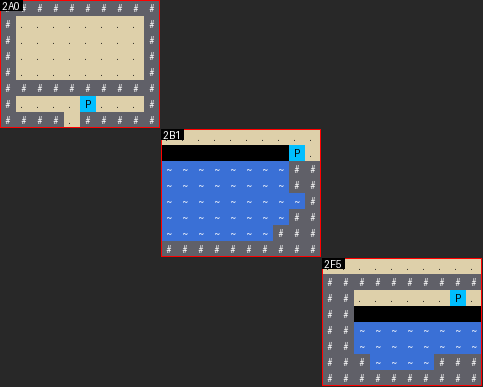 2A0 # # # # # # # # #
# . . . . . . . . #
# . . . . . . . . #
# . . . . . . . . #
# . . . . . . . . #
# # # # # # # # # #
# . . . . P . . . #
# # # # . # # # # #
2B1 . . . . . . . .
P .
~ ~ ~ ~ ~ ~ ~ ~ # #
~ ~ ~ ~ ~ ~ ~ ~ # #
~ ~ ~ ~ ~ ~ ~ ~ ~ #
~ ~ ~ ~ ~ ~ ~ ~ # #
~ ~ ~ ~ ~ ~ ~ # # #
# # # # # # # # # #
2F5 . . . . . . . .
# # # # # # # # # #
# # . . . . . . P .
# #
# # ~ ~ ~ ~ ~ ~ ~ ~
# # ~ ~ ~ ~ ~ ~ ~ ~
# # # ~ ~ ~ ~ # # #
# # # # # # # # # #